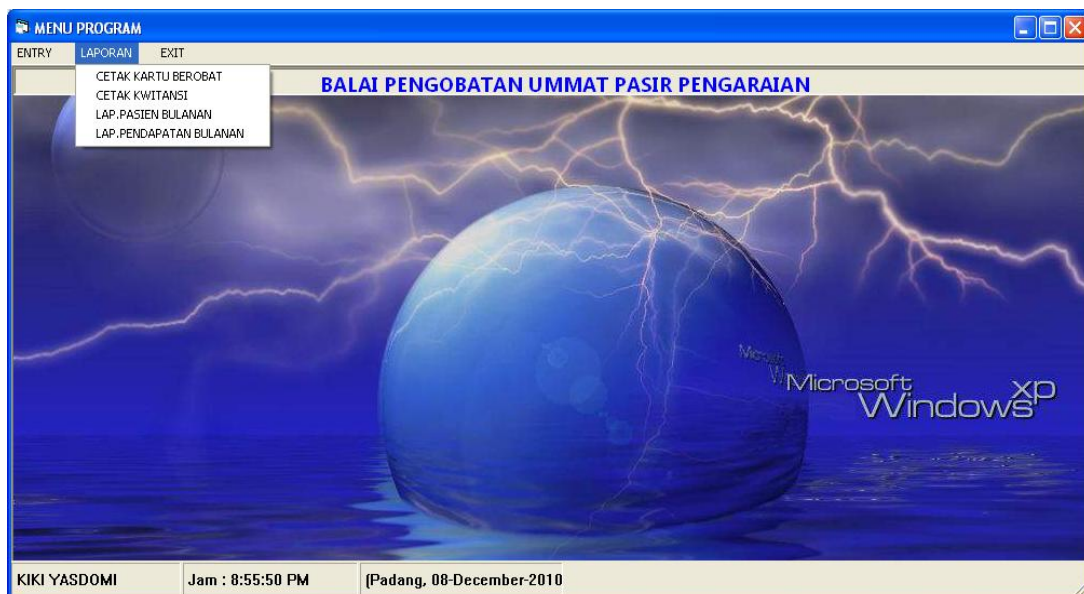 MENU PROGRAM
ENTRY LAPORAN EXIT
CETAK KARTU BEROBAT
CETAK KWITANSI
LAP.PASIEN BULANAN
LAP.PENDAPATAN BULANAN
BALAI PENGOBATAN UMMAT PASIR PENGARAIAN
Microsoft
Windows xp
KIKI YASDOMI Jam : 8:55:50 PM (Padang, 08-December-2010